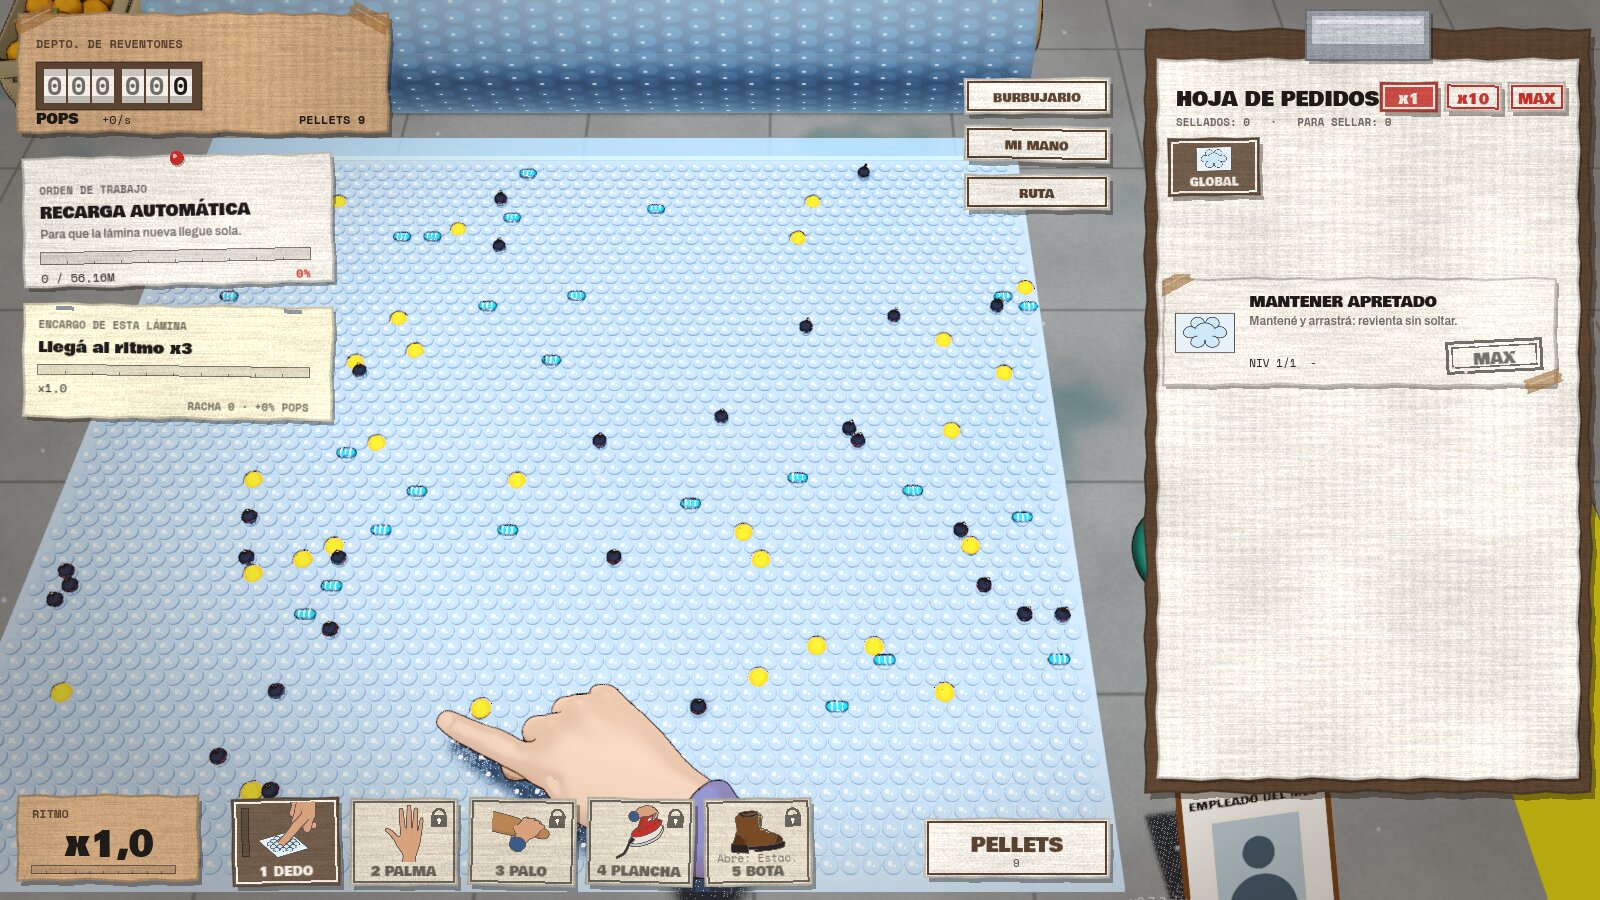 DEPTO. DE REVENTONES
000 000
POPS +0/s PELLETS 9
ORDEN DE TRABAJO
RECARGA AUTOMÁTICA
Para que la lámina nueva llegue sola.
0 / 56.16M 0%
ENCARGO DE ESTA LÁMINA
Llegá al ritmo x3
x1.0
RACHA 0 - +0% POPS
BURBUJARIO
MI MANO
RUTA
HOJA DE PEDIDOS x1 x10 MAX
SELLADOS: 0 · PARA SELLAR: 0
GLOBAL
MANTENER APRETADO
Mantené y arrastrá: revienta sin soltar.
NIV 1/1 -
MAX
RITMO
x1,0
1 DEDO
2 PALMA
3 PALO
4 PLANCHA
Abre: Estac.
5 BOTA
PELLETS
9
EMPLEADO DEL